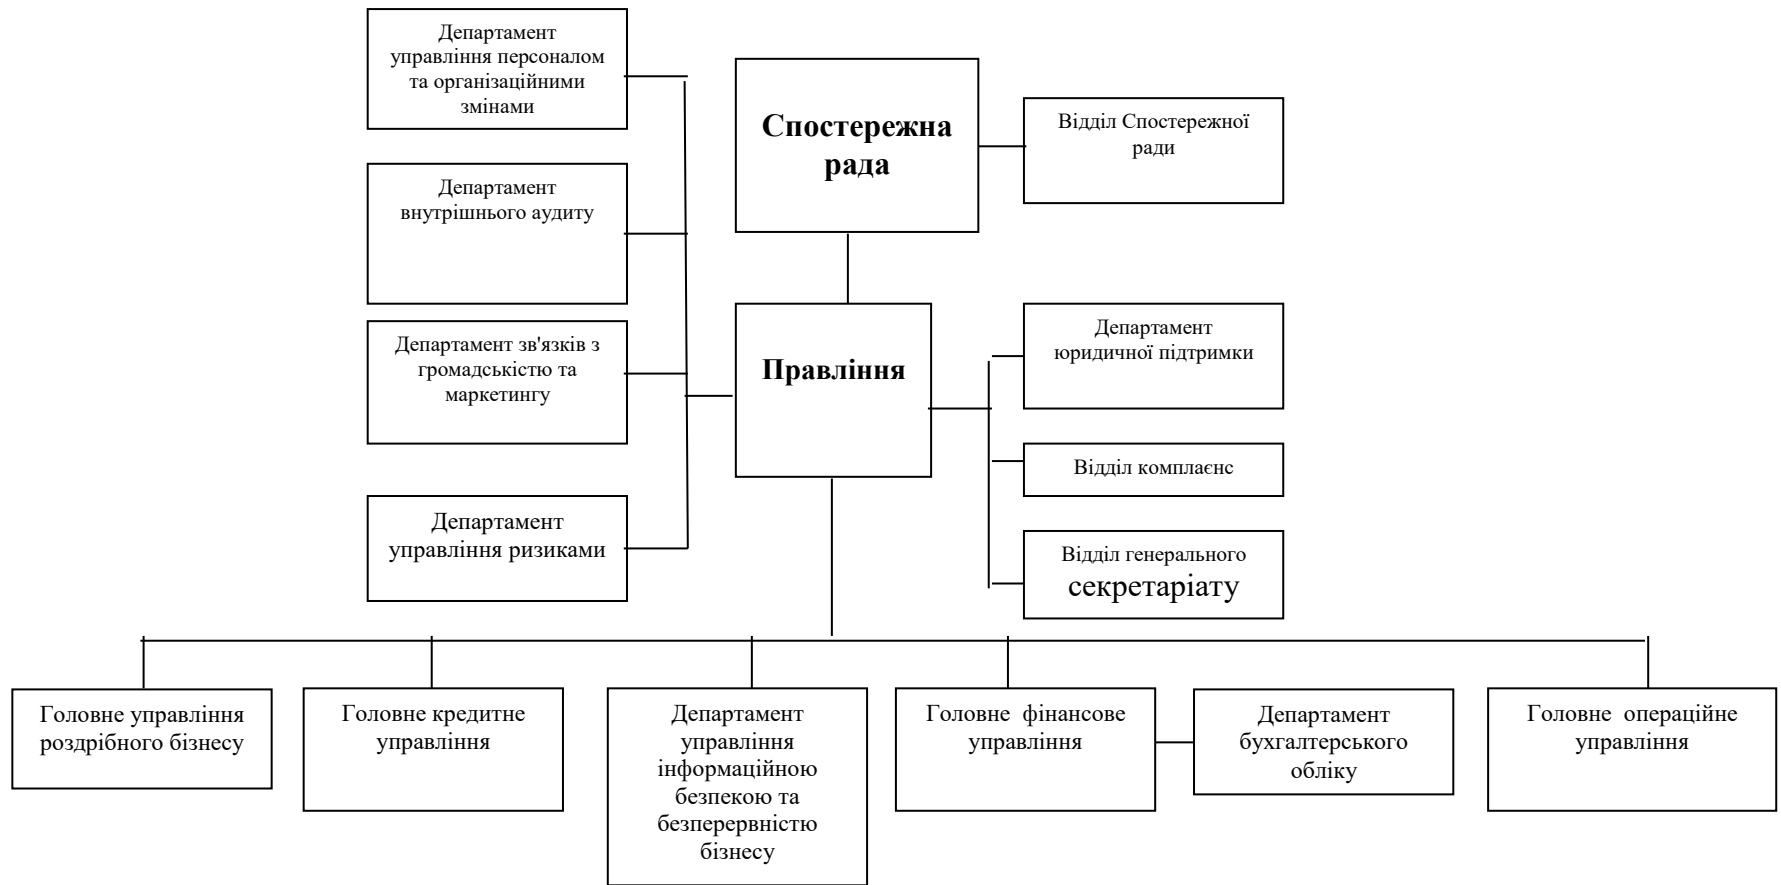 Департамент
управління персоналом
та організаційними
змінами
Спостережна
рада
Відділ Спостережної
ради
Департамент
внутрішнього аудиту
Департамент зв'язків з
громадськістю та
маркетингу
Правління
Департамент
юридичної підтримки
Відділ комплаєнс
Департамент
управління ризиками
Відділ генерального
секретаріату
Головне управління
роздрібного бізнесу
Головне кредитне
управління
Департамент
управління
інформаційною
безпекою та
безперервністю
бізнесу
Головне фінансове
управління
Департамент
бухгалтерського
обліку
Головне операційне
управління